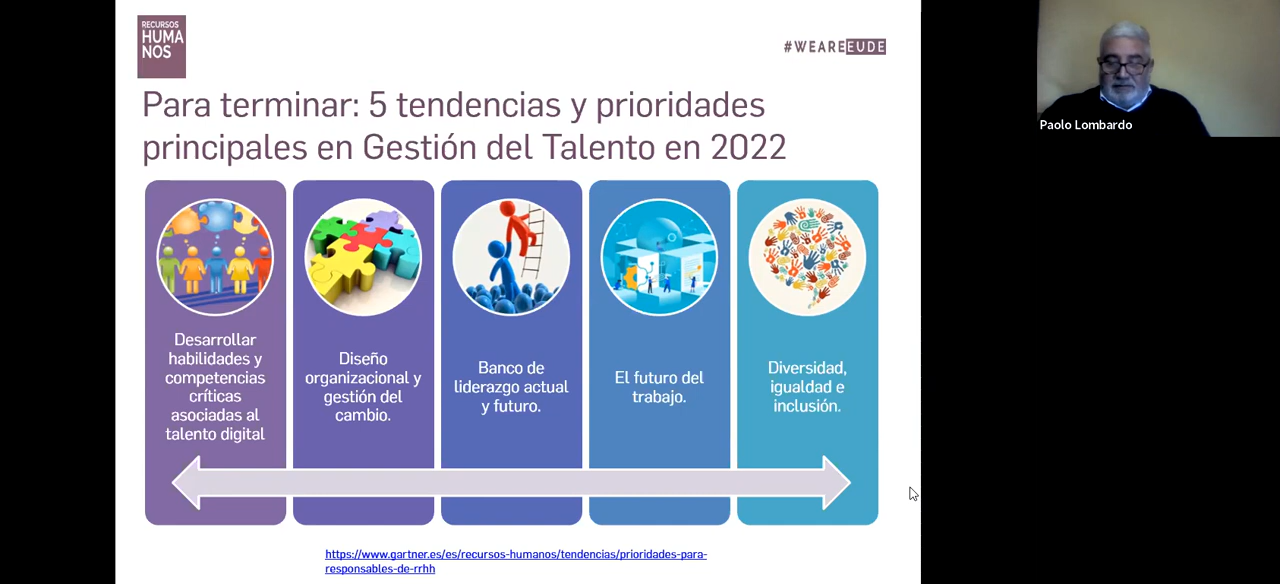 RECURSOS
HUMA
NOS
#WEAREEUDE
Para terminar: 5 tendencias y prioridades
principales en Gestión del Talento en 2022
Desarrollar
habilidades y
competencias
críticas
asociadas al
talento digital
Diseño
organizacional y
gestión del
cambio.
Banco de
liderazgo actual
y futuro.
El futuro del
trabajo.
Diversidad,
igualdad e
inclusión.
https://www.gartner.es/es/recursos-humanos/tendencias/prioridades-para-
responsables-de-rrhh
Paolo Lombardo